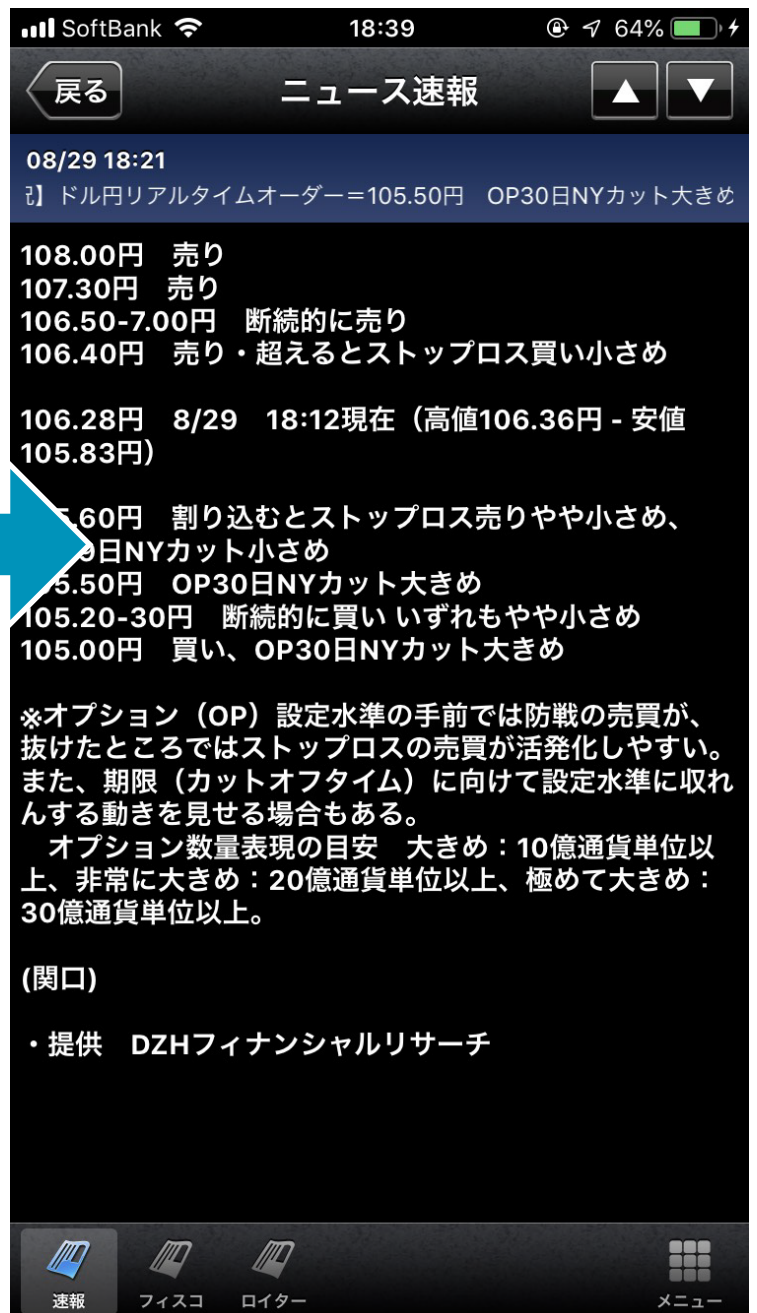 SoftBank 18:39 64%
戻る ニュース速報
08/29 18:21
】ドル円リアルタイムオーダー＝105.50円　OP30日NYカット大きめ
108.00円　売り
107.30円　売り
106.50-7.00円　断続的に売り
106.40円　売り・超えるとストップロス買い小さめ
106.28円　8/29　18:12現在（高値106.36円 - 安値
105.83円）
.60円　割り込むとストップロス売りやや小さめ、
9日NYカット小さめ
5.50円　OP30日NYカット大きめ
105.20-30円　断続的に買い いずれもやや小さめ
105.00円　買い、OP30日NYカット大きめ
※オプション（OP）設定水準の手前では防戦の売買が、
抜けたところではストップロスの売買が活発化しやすい。
また、期限（カットオフタイム）に向けて設定水準に収れ
んする動きを見せる場合もある。
　オプション数量表現の目安　大きめ：10億通貨単位以
上、非常に大きめ：20億通貨単位以上、極めて大きめ：
30億通貨単位以上。
(関口)
・提供　DZHフィナンシャルリサーチ
速報 フィスコ ロイター メニュー